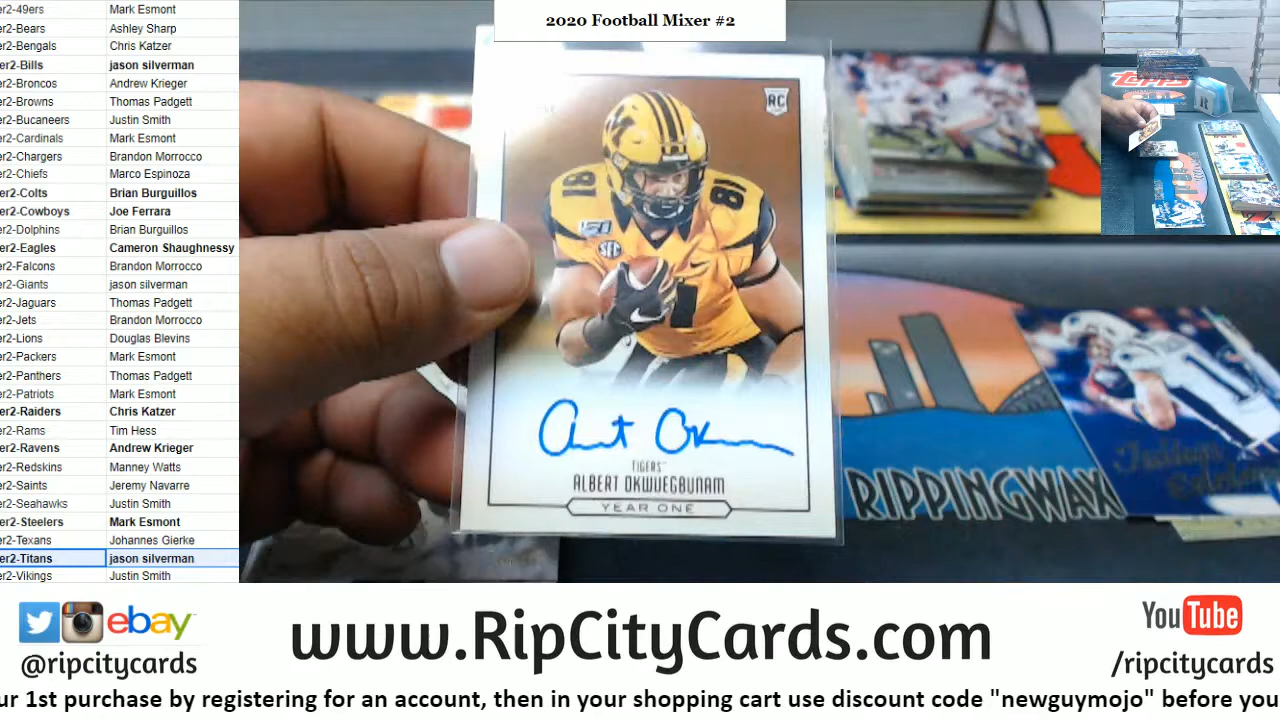 2020 Football Mixer #2
er2-49ers Mark Esmont
er2-Bears Ashley Sharp
er2-Bengals Chris Katzer
er2-Bills jason silverman
er2-Broncos Andrew Krieger
er2-Browns Thomas Padgett
er2-Bucaneers Justin Smith
er2-Cardinals Mark Esmont
er2-Chargers Brandon Morrocco
er2-Chiefs Marco Espinoza
er2-Colts Brian Burguillos
er2-Cowboys Joe Ferrara
er2-Dolphins Brian Burguillos
er2-Eagles Cameron Shaughnessy
er2-Falcons Brandon Morrocco
er2-Giants jason silverman
er2-Jaguars Thomas Padgett
er2-Jets Brandon Morrocco
er2-Lions Douglas Blevins
er2-Packers Mark Esmont
er2-Panthers Thomas Padgett
er2-Patriots Mark Esmont
er2-Raiders Chris Katzer
er2-Rams Tim Hess
er2-Ravens Andrew Krieger
er2-Redskins Manney Watts
er2-Saints Jeremy Navarre
er2-Seahawks Justin Smith
er2-Steelers Mark Esmont
er2-Texans Johannes Gierke
er2-Titans jason silverman
er2-Vikings Justin Smith
RC
81 81
150
SEC
81
TIGERS
ALBERT OKWUEGBUNAM
YEAR ONE
topps
RIPPINGWAX
ebay
@ripcitycards
www.RipCityCards.com
YouTube
/ripcitycards
ur 1st purchase by registering for an account, then in your shopping cart use discount code "newguymojo" before you